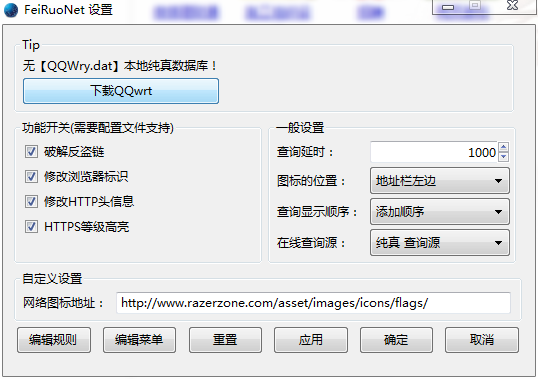 FeiRuoNet 设置
Tip
无【QQWry.dat】本地纯真数据库！
下载QQwrt
功能开关(需要配置文件支持)
破解反盗链
修改浏览器标识
修改HTTP头信息
HTTPS等级高亮
一般设置
查询延时：
1000
图标的位置：
地址栏左边
查询显示顺序：
添加顺序
在线查询源：
纯真 查询源
自定义设置
网络图标地址：
http://www.razerzone.com/asset/images/icons/flags/
编辑规则
编辑菜单
重置
应用
确定
取消